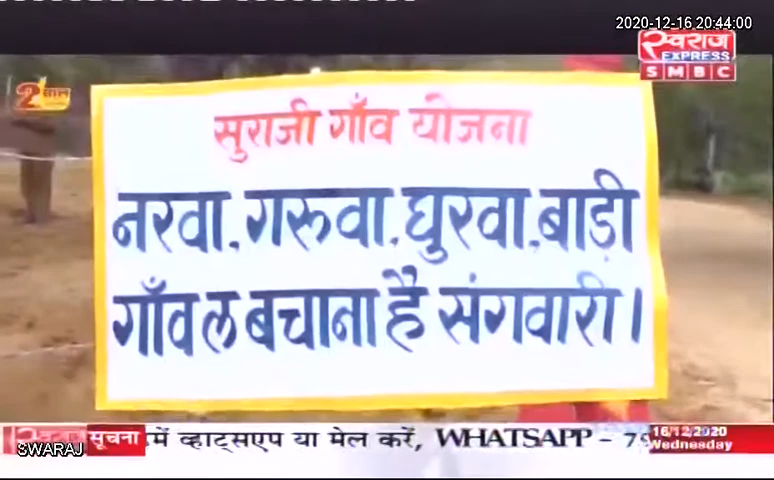 2020-12-16 20:44:00
स्वराज
EXPRESS
SMBC
2 साल
सुराजी गाँव योजना
नरवा, गरूवा, घुरवा, बाड़ी
गाँव ल बचाना है संगवारी।
सूचना में व्हाट्सएप या मेल करें, WHATSAPP - 79
16/12/2020
Wednesday
SWARAJ